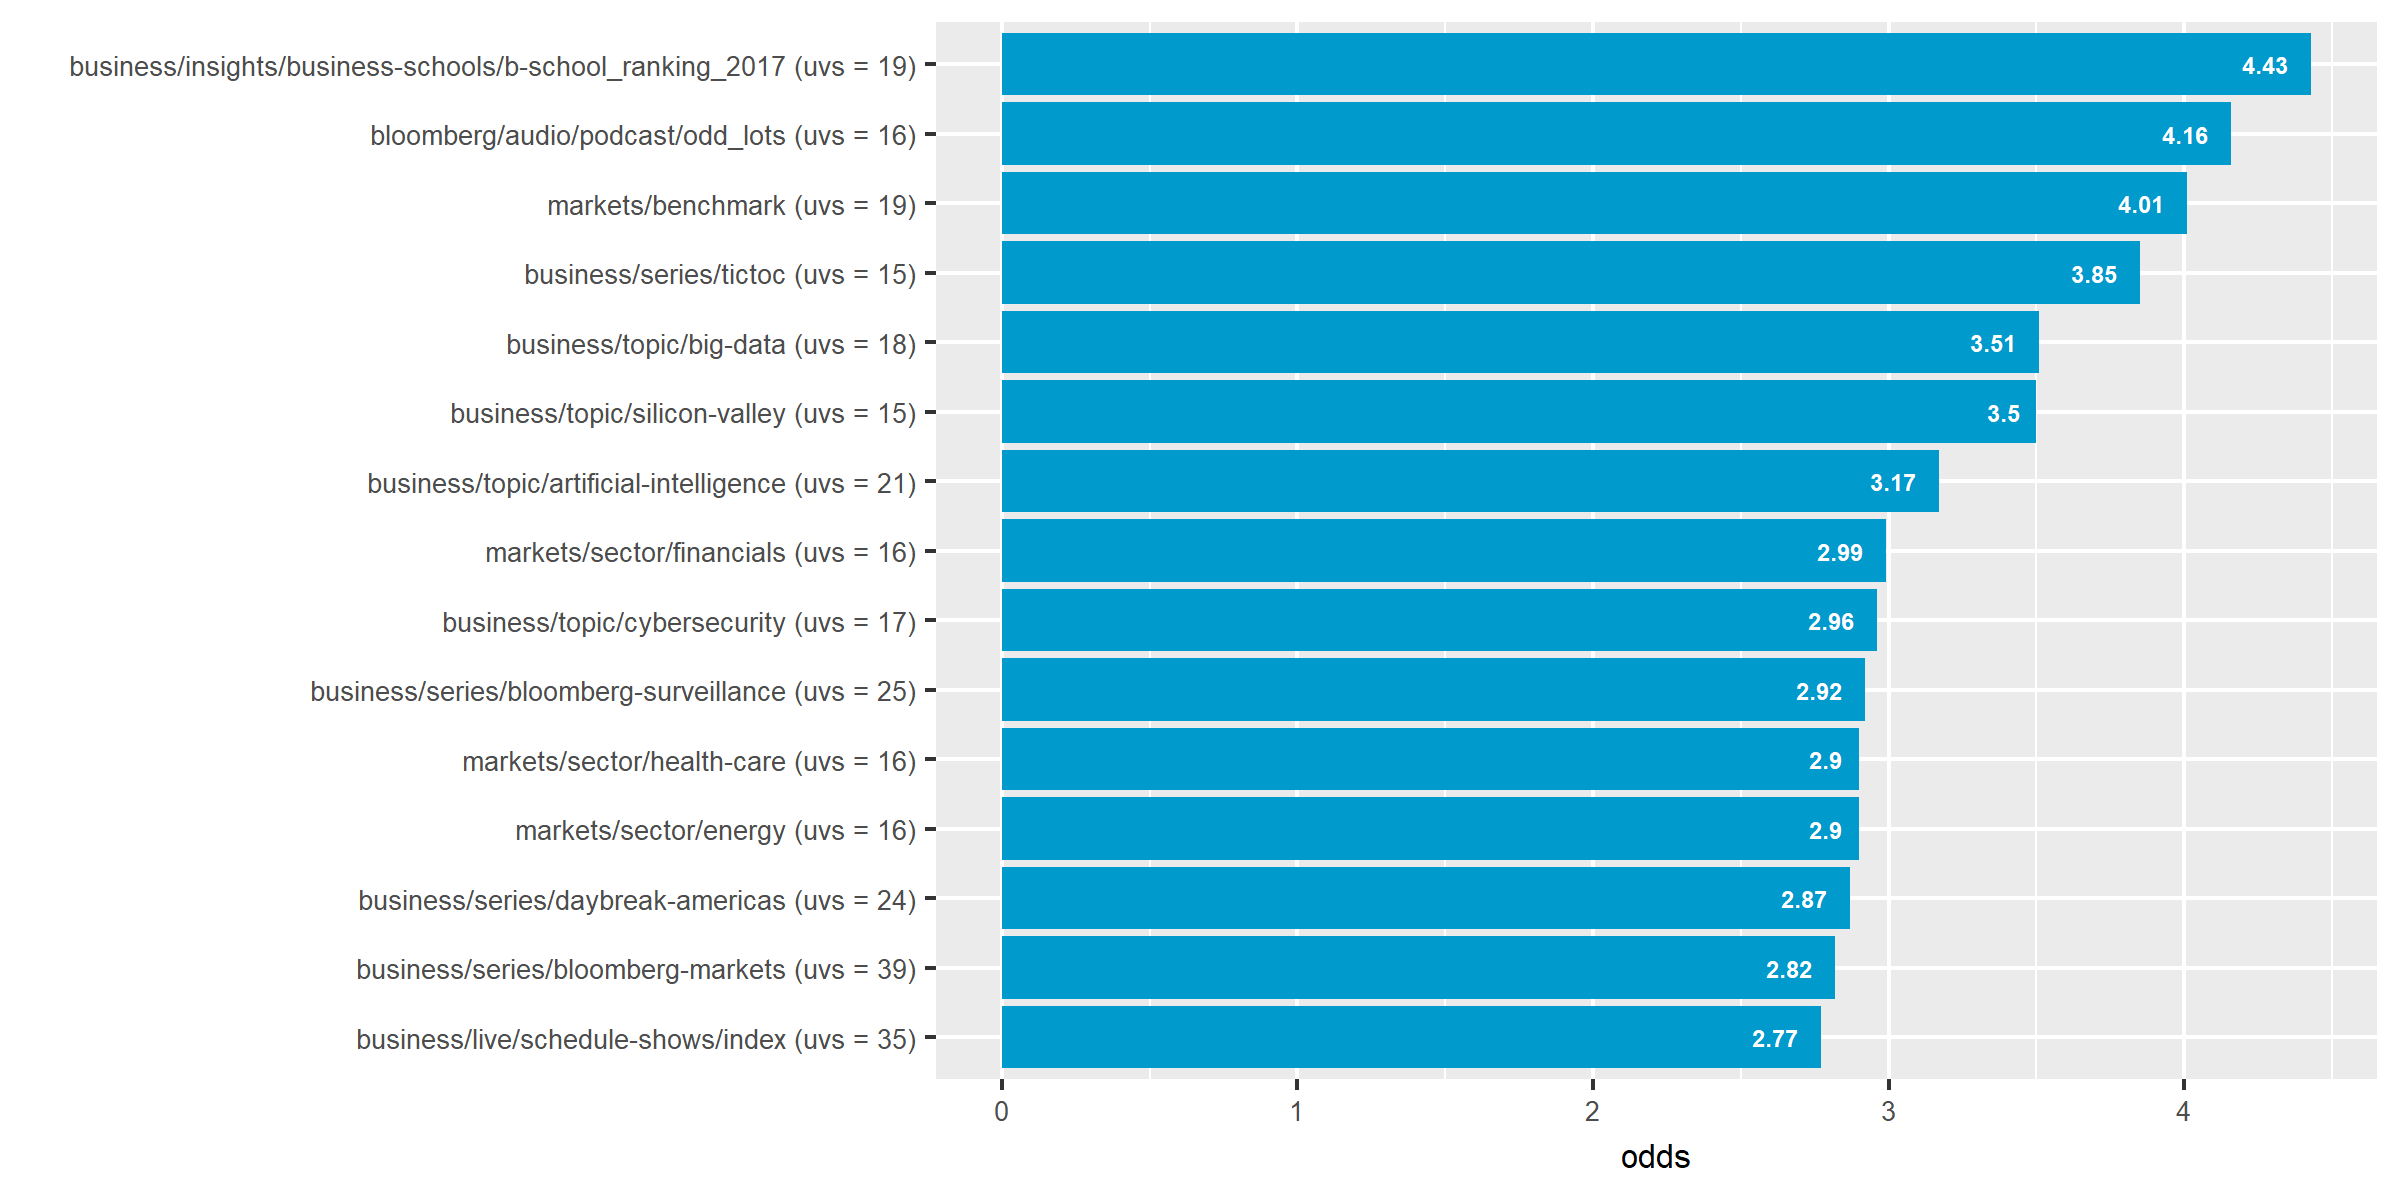 business/insights/business-schools/b-school_ranking_2017 (uvs = 19) 4.43
bloomberg/audio/podcast/odd_lots (uvs = 16) 4.16
markets/benchmark (uvs = 19) 4.01
business/series/tictoc (uvs = 15) 3.85
business/topic/big-data (uvs = 18) 3.51
business/topic/silicon-valley (uvs = 15) 3.5
business/topic/artificial-intelligence (uvs = 21) 3.17
markets/sector/financials (uvs = 16) 2.99
business/topic/cybersecurity (uvs = 17) 2.96
business/series/bloomberg-surveillance (uvs = 25) 2.92
markets/sector/health-care (uvs = 16) 2.9
markets/sector/energy (uvs = 16) 2.9
business/series/daybreak-americas (uvs = 24) 2.87
business/series/bloomberg-markets (uvs = 39) 2.82
business/live/schedule-shows/index (uvs = 35) 2.77
0 1 2 3 4
odds